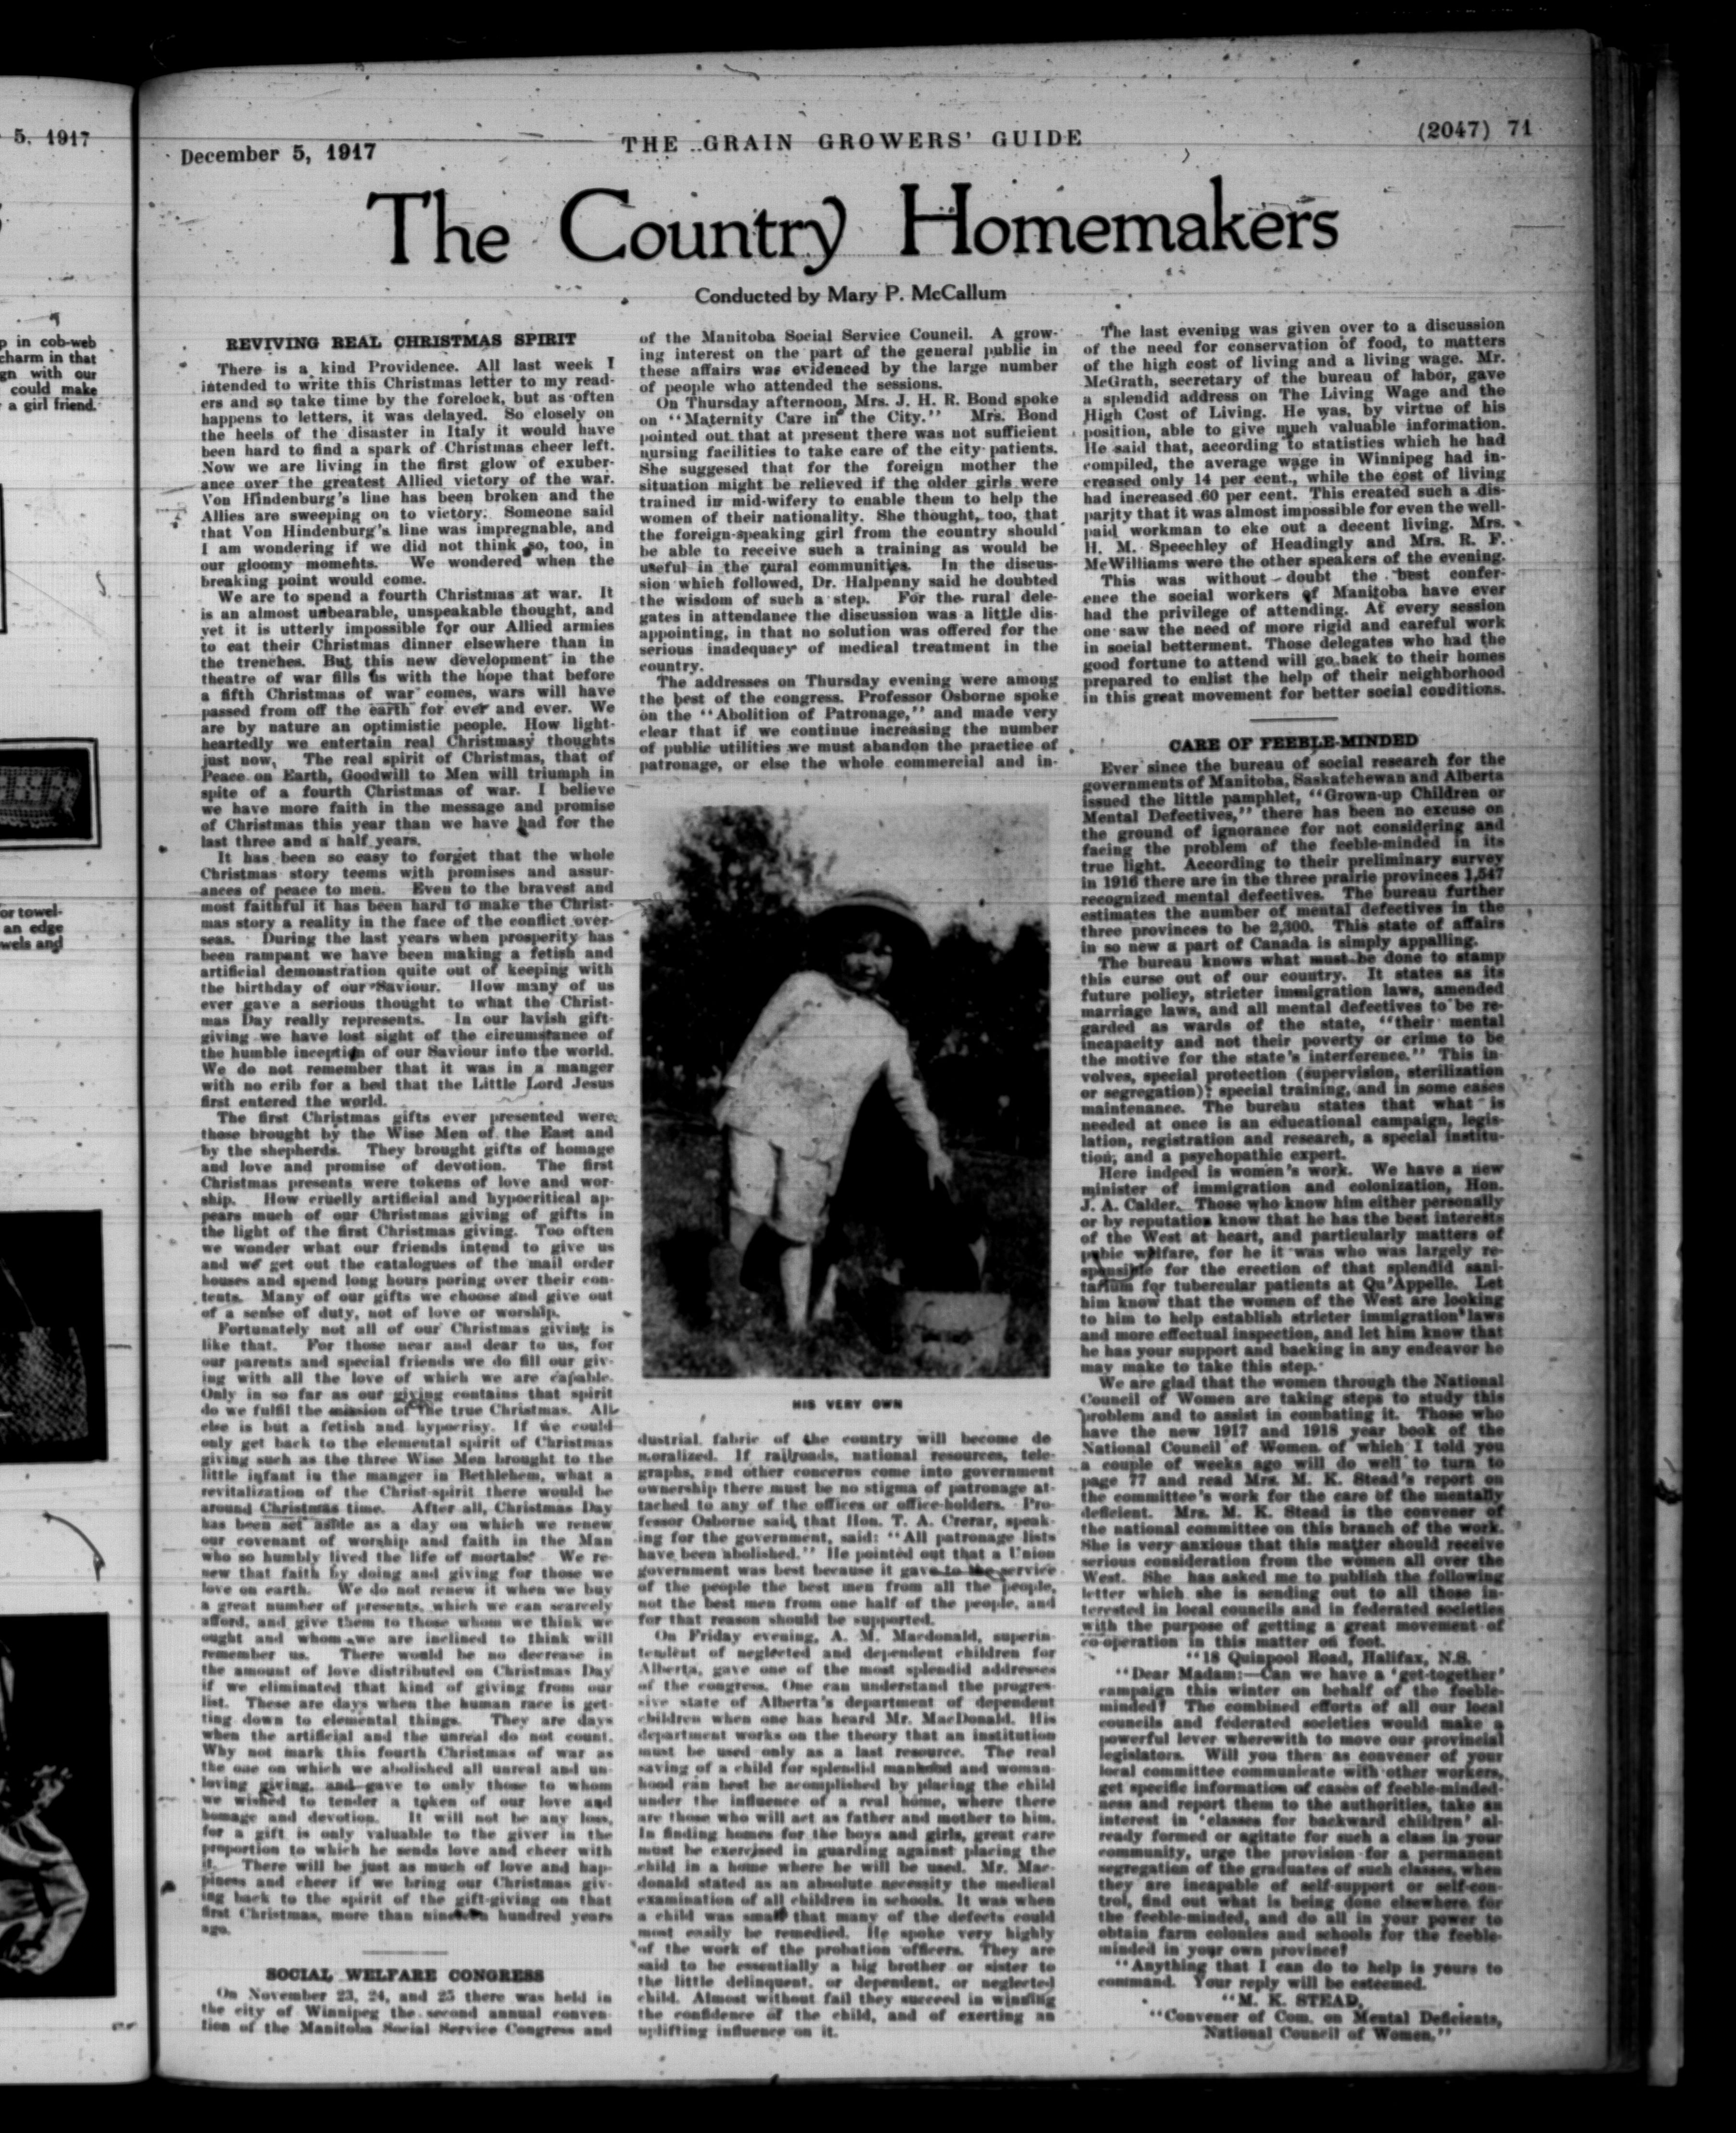 5, 1917
p in cob-web
charm in that
gn with our
could make
a girl friend.
or towel-
an edge
wels and
December 5, 1917
THE GRAIN GROWERS' GUIDE
(2047) 71
The Country Homemakers
Conducted by Mary P. McCallum
REVIVING REAL CHRISTMAS SPIRIT
There is a kind Providence. All last week I
intended to write this Christmas letter to my read-
ers and so take time by the forelock, but as often
happens to letters, it was delayed. So closely on
the heels of the disaster in Italy it would have
been hard to find a spark of Christmas cheer left.
Now we are living in the first glow of exuber-
ance over the greatest Allied victory of the war.
Von Hindenburg's line has been broken and the
Allies are sweeping on to victory. Someone said
that Von Hindenburg's line was impregnable, and
I am wondering if we did not think so, too, in
our gloomy moments. We wondered when the
breaking point would come.
We are to spend a fourth Christmas at war. It
is an almost unbearable, unspeakable thought, and
yet it is utterly impossible for our Allied armies
to eat their Christmas dinner elsewhere than in
the trenches. But this new development in the
theatre of war fills us with the hope that before
a fifth Christmas of war comes, wars will have
passed from off the earth for ever and ever. We
are by nature an optimistic people. How light-
heartedly we entertain real Christmasy thoughts
just now. The real spirit of Christmas, that of
Peace on Earth, Goodwill to Men will triumph in
spite of a fourth Christmas of war. I believe
we have more faith in the message and promise
of Christmas this year than we have had for the
last three and a half years.
It has been so easy to forget that the whole
Christmas story teems with promises and assur-
ances of peace to men. Even to the bravest and
most faithful it has been hard to make the Christ-
mas story a reality in the face of the conflict over-
seas. During the last years when prosperity has
been rampant we have been making a fetish and
artificial demonstration quite out of keeping with
the birthday of our Saviour. How many of us
ever gave a serious thought to what the Christ-
mas Day really represents. In our lavish gift-
giving we have lost sight of the circumstance of
the humble inception of our Saviour into the world.
We do not remember that it was in a manger
with no crib for a bed that the Little Lord Jesus
first entered the world.
The first Christmas gifts ever presented were
those brought by the Wise Men of the East and
by the shepherds. They brought gifts of homage
and love and promise of devotion. The first
Christmas presents were tokens of love and wor-
ship. How cruelly artificial and hypocritical ap-
pears much of our Christmas giving of gifts in
the light of the first Christmas giving. Too often
we wonder what our friends intend to give us
and we get out the catalogues of the mail order
houses and spend long hours poring over their con-
tents. Many of our gifts we choose and give out
of a sense of duty, not of love or worship.
Fortunately not all of our Christmas giving is
like that. For those near and dear to us, for
our parents and special friends we do fill our giv-
ing with all the love of which we are capable.
Only in so far as our giving contains that spirit
do we fulfil the mission of the true Christmas. All
else is but a fetish and hypocrisy. If we could
only get back to the elemental spirit of Christmas
giving such as the three Wise Men brought to the
little infant in the manger in Bethlehem, what a
revitalization of the Christ-spirit there would be
around Christmas time. After all, Christmas Day
has been set aside as a day on which we renew
our covenant of worship and faith in the Man
who so humbly lived the life of mortals. We re-
new that faith by doing and giving for those we
love on earth. We do not renew it when we buy
a great number of presents, which we can scarcely
afford, and give them to those whom we think we
ought and whom we are inclined to think will
remember us. There would be no decrease in
the amount of love distributed on Christmas Day
if we eliminated that kind of giving from our
list. These are days when the human race is get-
ting down to elemental things. They are days
when the artificial and the unreal do not count.
Why not mark this fourth Christmas of war as
the one on which we abolished all unreal and un-
loving giving, and gave to only those to whom
we wished to tender a token of our love and
homage and devotion. It will not be any loss,
for a gift is only valuable to the giver in the
proportion to which he sends love and cheer with
it. There will be just as much of love and hap-
piness and cheer if we bring our Christmas giv-
ing back to the spirit of the gift-giving on that
first Christmas, more than nineteen hundred years
ago.
SOCIAL WELFARE CONGRESS
On November 23, 24, and 25 there was held in
the city of Winnipeg the second annual conven-
tion of the Manitoba Social Service Congress and
of the Manitoba Social Service Council. A grow-
ing interest on the part of the general public in
these affairs was evidenced by the large number
of people who attended the sessions.
On Thursday afternoon, Mrs. J. H. R. Bond spoke
on "Maternity Care in the City." Mrs. Bond
pointed out that at present there was not sufficient
nursing facilities to take care of the city patients.
She suggesed that for the foreign mother the
situation might be relieved if the older girls were
trained in mid-wifery to enable them to help the
women of their nationality. She thought, too, that
the foreign-speaking girl from the country should
be able to receive such a training as would be
useful in the rural communities. In the discus-
sion which followed, Dr. Halpenny said he doubted
the wisdom of such a step. For the rural dele-
gates in attendance the discussion was a little dis-
appointing, in that no solution was offered for the
serious inadequacy of medical treatment in the
country.
The addresses on Thursday evening were among
the best of the congress. Professor Osborne spoke
on the "Abolition of Patronage," and made very
clear that if we continue increasing the number
of public utilities we must abandon the practice of
patronage, or else the whole commercial and in-
HIS VERY OWN
dustrial fabric of the country will become de
moralized. If railroads, national resources, tele-
graphs, and other concerns come into government
ownership there must be no stigma of patronage at-
tached to any of the offices or office-holders. Pro-
fessor Osborne said that Hon. T. A. Crerar, speak-
ing for the government, said: "All patronage lists
have been abolished." He pointed out that a Union
government was best because it gave to the service
of the people the best men from all the people,
not the best men from one half of the people, and
for that reason should be supported.
On Friday evening, A. M. Macdonald, superin-
tendent of neglected and dependent children for
Alberta, gave one of the most splendid addresses
of the congress. One can understand the progres-
sive state of Alberta's department of dependent
children when one has heard Mr. MacDonald. His
department works on the theory that an institution
must be used only as a last resource. The real
saving of a child for splendid manhood and woman-
hood can best be acomplished by placing the child
under the influence of a real home, where there
are those who will act as father and mother to him.
In finding homes for the boys and girls, great care
must be exercised in guarding against placing the
child in a home where he will be used. Mr. Mac-
donald stated as an absolute necessity the medical
examination of all children in schools. It was when
a child was small that many of the defects could
most easily be remedied. He spoke very highly
of the work of the probation officers. They are
said to be essentially a big brother or sister to
the little delinquent, or dependent, or neglected
child. Almost without fail they succeed in winning
the confidence of the child, and of exerting an
uplifting influence on it.
The last evening was given over to a discussion
of the need for conservation of food, to matters
of the high cost of living and a living wage. Mr.
McGrath, secretary of the bureau of labor, gave
a splendid address on The Living Wage and the
High Cost of Living. He was, by virtue of his
position, able to give much valuable information.
He said that, according to statistics which he had
compiled, the average wage in Winnipeg had in-
creased only 14 per cent., while the cost of living
had increased 60 per cent. This created such a dis-
parity that it was almost impossible for even the well-
paid workman to eke out a decent living. Mrs.
H. M. Speechley of Headingly and Mrs. R. F.
McWilliams were the other speakers of the evening.
This was without doubt the best confer-
ence the social workers of Manitoba have ever
had the privilege of attending. At every session
one saw the need of more rigid and careful work
in social betterment. Those delegates who had the
good fortune to attend will go back to their homes
prepared to enlist the help of their neighborhood
in this great movement for better social conditions.
CARE OF FEEBLE-MINDED
Ever since the bureau of social research for the
governments of Manitoba, Saskatchewan and Alberta
issued the little pamphlet, "Grown-up Children or
Mental Defectives," there has been no excuse on
the ground of ignorance for not considering and
facing the problem of the feeble-minded in its
true light. According to their preliminary survey
in 1916 there are in the three prairie provinces 1,547
recognized mental defectives. The bureau further
estimates the number of mental defectives in the
three provinces to be 2,300. This state of affairs
in so new a part of Canada is simply appalling.
The bureau knows what must be done to stamp
this curse out of our country. It states as its
future policy, stricter immigration laws, amended
marriage laws, and all mental defectives to be re-
garded as wards of the state, "their mental
incapacity and not their poverty or crime to be
the motive for the state's interference." This in-
volves, special protection (supervision, sterilization
or segregation); special training, and in some cases
maintenance. The bureau states that what is
needed at once is an educational campaign, legis-
lation, registration and research, a special institu-
tion, and a psychopathic expert.
Here indeed is women's work. We have a new
minister of immigration and colonization, Hon.
J. A. Calder. Those who know him either personally
or by reputation know that he has the best interests
of the West at heart, and particularly matters of
pubic welfare, for he it was who was largely re-
sponsible for the erection of that splendid sani-
tarium for tubercular patients at Qu'Appelle. Let
him know that the women of the West are looking
to him to help establish stricter immigration laws
and more effectual inspection, and let him know that
he has your support and backing in any endeavor he
may make to take this step.
We are glad that the women through the National
Council of Women are taking steps to study this
problem and to assist in combating it. Those who
have the new 1917 and 1918 year book of the
National Council of Women of which I told you
a couple of weeks ago will do well to turn to
page 77 and read Mrs. M. K. Stead's report on
the committee's work for the care of the mentally
deficient. Mrs. M. K. Stead is the convener of
the national committee on this branch of the work.
She is very anxious that this matter should receive
serious consideration from the women all over the
West. She has asked me to publish the following
letter which she is sending out to all those in-
terested in local councils and in federated societies
with the purpose of getting a great movement of
co-operation in this matter on foot.
"18 Quinpool Road, Halifax, N.S.
"Dear Madam:—Can we have a 'get-together'
campaign this winter on behalf of the feeble-
minded? The combined efforts of all our local
councils and federated societies would make a
powerful lever wherewith to move our provincial
legislators. Will you then as convener of your
local committee communicate with other workers,
get specific information of cases of feeble-minded-
ness and report them to the authorities, take an
interest in 'classes for backward children' al-
ready formed or agitate for such a class in your
community, urge the provision for a permanent
segregation of the graduates of such classes, when
they are incapable of self-support or self-con-
trol, find out what is being done elsewhere for
the feeble-minded, and do all in your power to
obtain farm colonies and schools for the feeble-
minded in your own province?
"Anything that I can do to help is yours to
command. Your reply will be esteemed.
"M. K. STEAD,
"Convener of Com. on Mental Deficients,
National Council of Women."